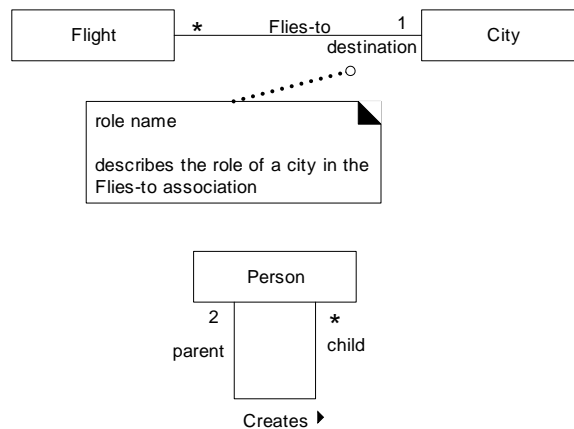 Flight * Flies-to 1 City
destination
role name
describes the role of a city in the
Flies-to association
Person
2 *
parent child
Creates